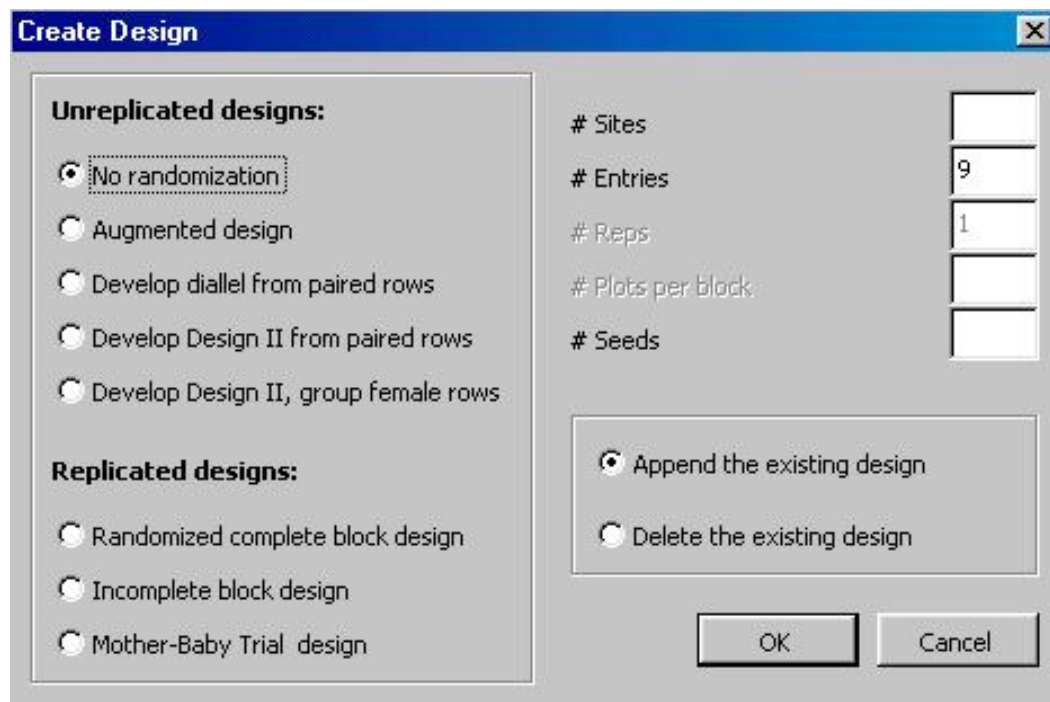 Create Design
Unreplicated designs:
No randomization
Augmented design
Develop diallel from paired rows
Develop Design II from paired rows
Develop Design II, group female rows
Replicated designs:
Randomized complete block design
Incomplete block design
Mother-Baby Trial design
# Sites
# Entries 9
# Reps 1
# Plots per block
# Seeds
Append the existing design
Delete the existing design
OK Cancel